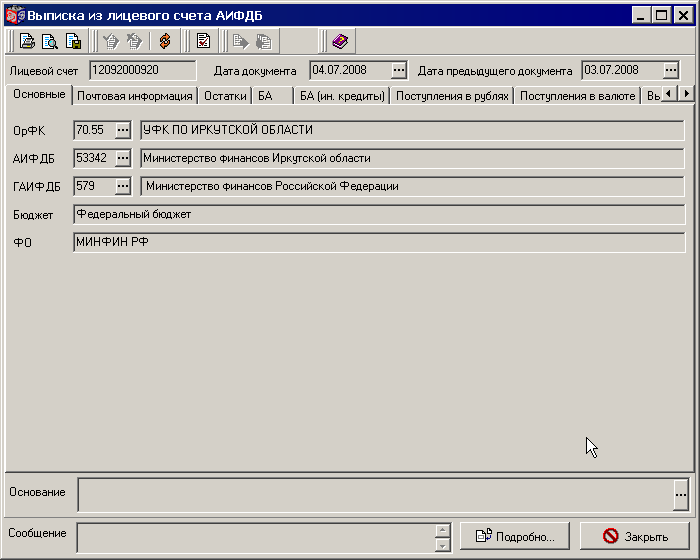 Выписка из лицевого счета АИФДБ
Лицевой счет 12092000920 Дата документа 04.07.2008 ... Дата предыдущего документа 03.07.2008 ...
Основные Почтовая информация Остатки БА БА (ин. кредиты) Поступления в рублях Поступления в валюте Вы
ОрФК 70.55 ... УФК ПО ИРКУТСКОЙ ОБЛАСТИ
АИФДБ 53342 ... Министерство финансов Иркутской области
ГАИФДБ 579 ... Министерство финансов Российской Федерации
Бюджет Федеральный бюджет
ФО МИНФИН РФ
Основание ...
Сообщение Подробно... Закрыть